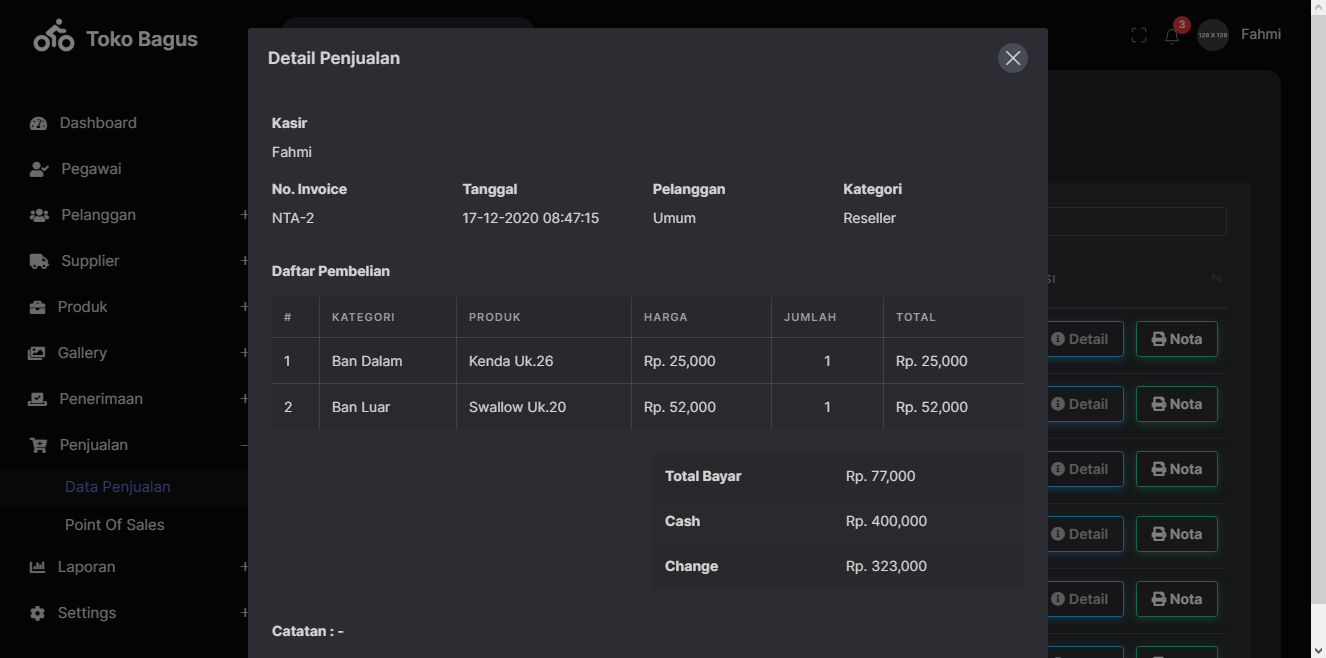 Toko Bagus
3
128 X 128
Fahmi
Detail Penjualan
Dashboard
Pegawai
Pelanggan +
Supplier +
Produk +
Gallery +
Penerimaan +
Penjualan –
Data Penjualan
Point Of Sales
Laporan +
Settings +
Kasir
Fahmi
No. Invoice Tanggal Pelanggan Kategori
NTA-2 17-12-2020 08:47:15 Umum Reseller
Daftar Pembelian
# KATEGORI PRODUK HARGA JUMLAH TOTAL
1 Ban Dalam Kenda Uk.26 Rp. 25,000 1 Rp. 25,000
2 Ban Luar Swallow Uk.20 Rp. 52,000 1 Rp. 52,000
Total Bayar Rp. 77,000
Cash Rp. 400,000
Change Rp. 323,000
Catatan : -
SI
Detail Nota
Detail Nota
Detail Nota
Detail Nota
Detail Nota